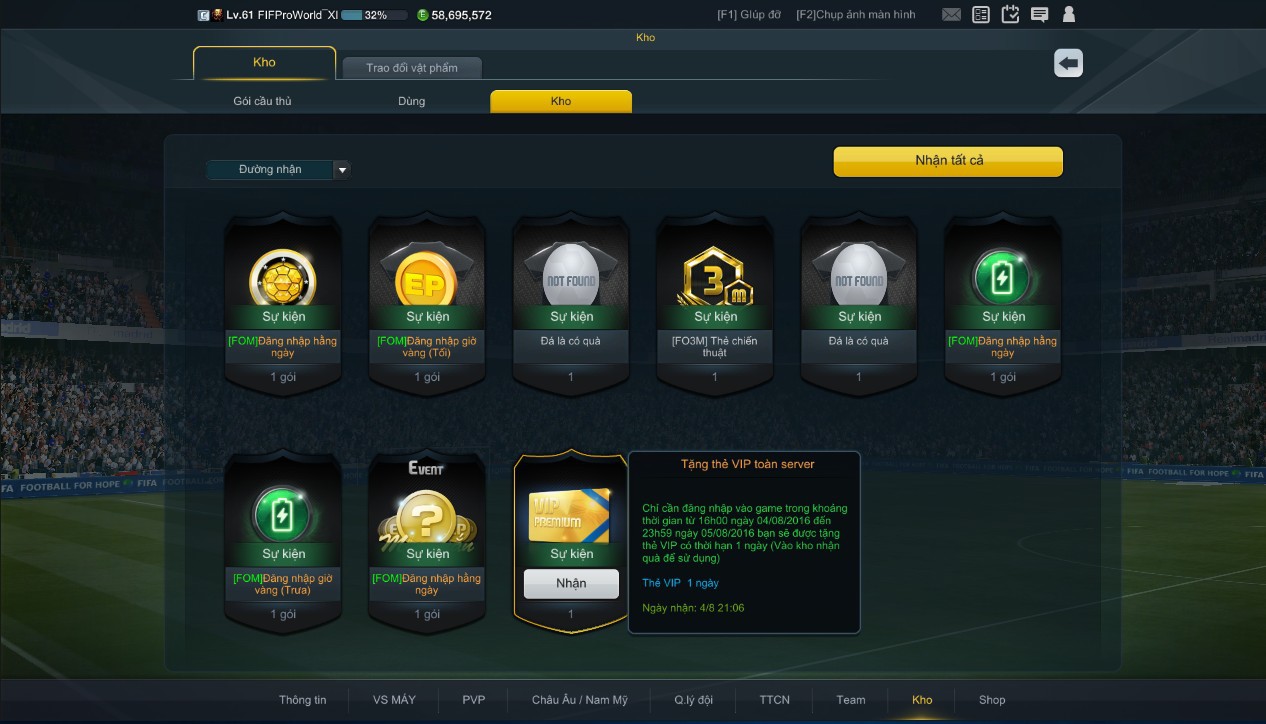 Lv.61 FIFProWorld¯XI 32% 58,695,572 [F1] Giúp đỡ [F2]Chụp ảnh màn hình
Kho
Kho Trao đổi vật phẩm
Gói cầu thủ Dùng Kho
Đường nhận Nhận tất cả
EP NOT FOUND 3 m NOT FOUND
Sự kiện Sự kiện Sự kiện Sự kiện Sự kiện Sự kiện
[FOM]Đăng nhập hằng
ngày
[FOM]Đăng nhập giờ
vàng (Tối)
Đá là có quà
[FO3M] Thẻ chiến
thuật
Đá là có quà
[FOM]Đăng nhập hằng
ngày
1 gói 1 gói 1 1 1 1 gói
EVENT
?
VIP
PREMIUM
Sự kiện Sự kiện Sự kiện
[FOM]Đăng nhập giờ
vàng (Trưa)
[FOM]Đăng nhập hằng
ngày
Nhận
1 gói 1 gói 1
Tặng thẻ VIP toàn server
Chỉ cần đăng nhập vào game trong khoảng
thời gian từ 16h00 ngày 04/08/2016 đến
23h59 ngày 05/08/2016 bạn sẽ được tặng
thẻ VIP có thời hạn 1 ngày (Vào kho nhận
quà để sử dụng)
Thẻ VIP 1 ngày
Ngày nhận: 4/8 21:06
FA FOOTBALL FOR HOPE FIFA
FIFA FOOTBALL FOR HOPE FIFA
Thông tin VS MÁY PVP Châu Âu / Nam Mỹ Q.lý đội TTCN Team Kho Shop